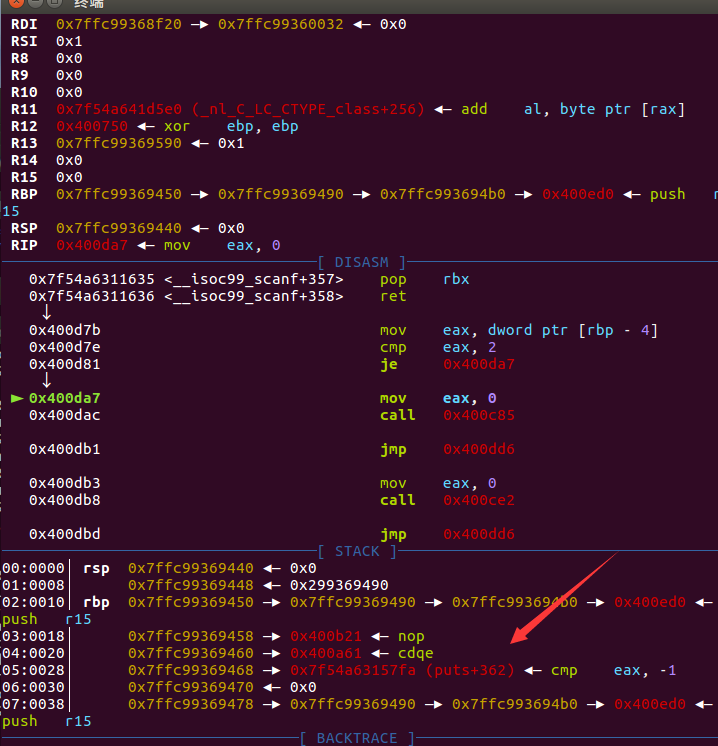 终端
RDI  0x7ffc99368f20 —▸ 0x7ffc99360032 ◂— 0x0
RSI  0x1
R8   0x0
R9   0x0
R10  0x0
R11  0x7f54a641d5e0 (_nl_C_LC_CTYPE_class+256) ◂— add    al, byte ptr [rax]
R12  0x400750 ◂— xor    ebp, ebp
R13  0x7ffc99369590 ◂— 0x1
R14  0x0
R15  0x0
RBP  0x7ffc99369450 —▸ 0x7ffc99369490 —▸ 0x7ffc993694b0 —▸ 0x400ed0 ◂— push   r
15
RSP  0x7ffc99369440 ◂— 0x0
RIP  0x400da7 ◂— mov    eax, 0
[ DISASM ]
0x7f54a6311635 <__isoc99_scanf+357>    pop    rbx
0x7f54a6311636 <__isoc99_scanf+358>    ret
↓
0x400d7b    mov    eax, dword ptr [rbp - 4]
0x400d7e    cmp    eax, 2
0x400d81    je     0x400da7
↓
► 0x400da7    mov    eax, 0
0x400dac    call   0x400c85
0x400db1    jmp    0x400dd6
0x400db3    mov    eax, 0
0x400db8    call   0x400ce2
0x400dbd    jmp    0x400dd6
[ STACK ]
00:0000│ rsp  0x7ffc99369440 ◂— 0x0
01:0008│      0x7ffc99369448 ◂— 0x299369490
02:0010│ rbp  0x7ffc99369450 —▸ 0x7ffc99369490 —▸ 0x7ffc993694b0 —▸ 0x400ed0 ◂—
push   r15
03:0018│      0x7ffc99369458 —▸ 0x400b21 ◂— nop
04:0020│      0x7ffc99369460 —▸ 0x400a61 ◂— cdqe
05:0028│      0x7ffc99369468 —▸ 0x7f54a63157fa (puts+362) ◂— cmp    eax, -1
06:0030│      0x7ffc99369470 ◂— 0x0
07:0038│      0x7ffc99369478 —▸ 0x7ffc99369490 —▸ 0x7ffc993694b0 —▸ 0x400ed0 ◂—
push   r15
[ BACKTRACE ]